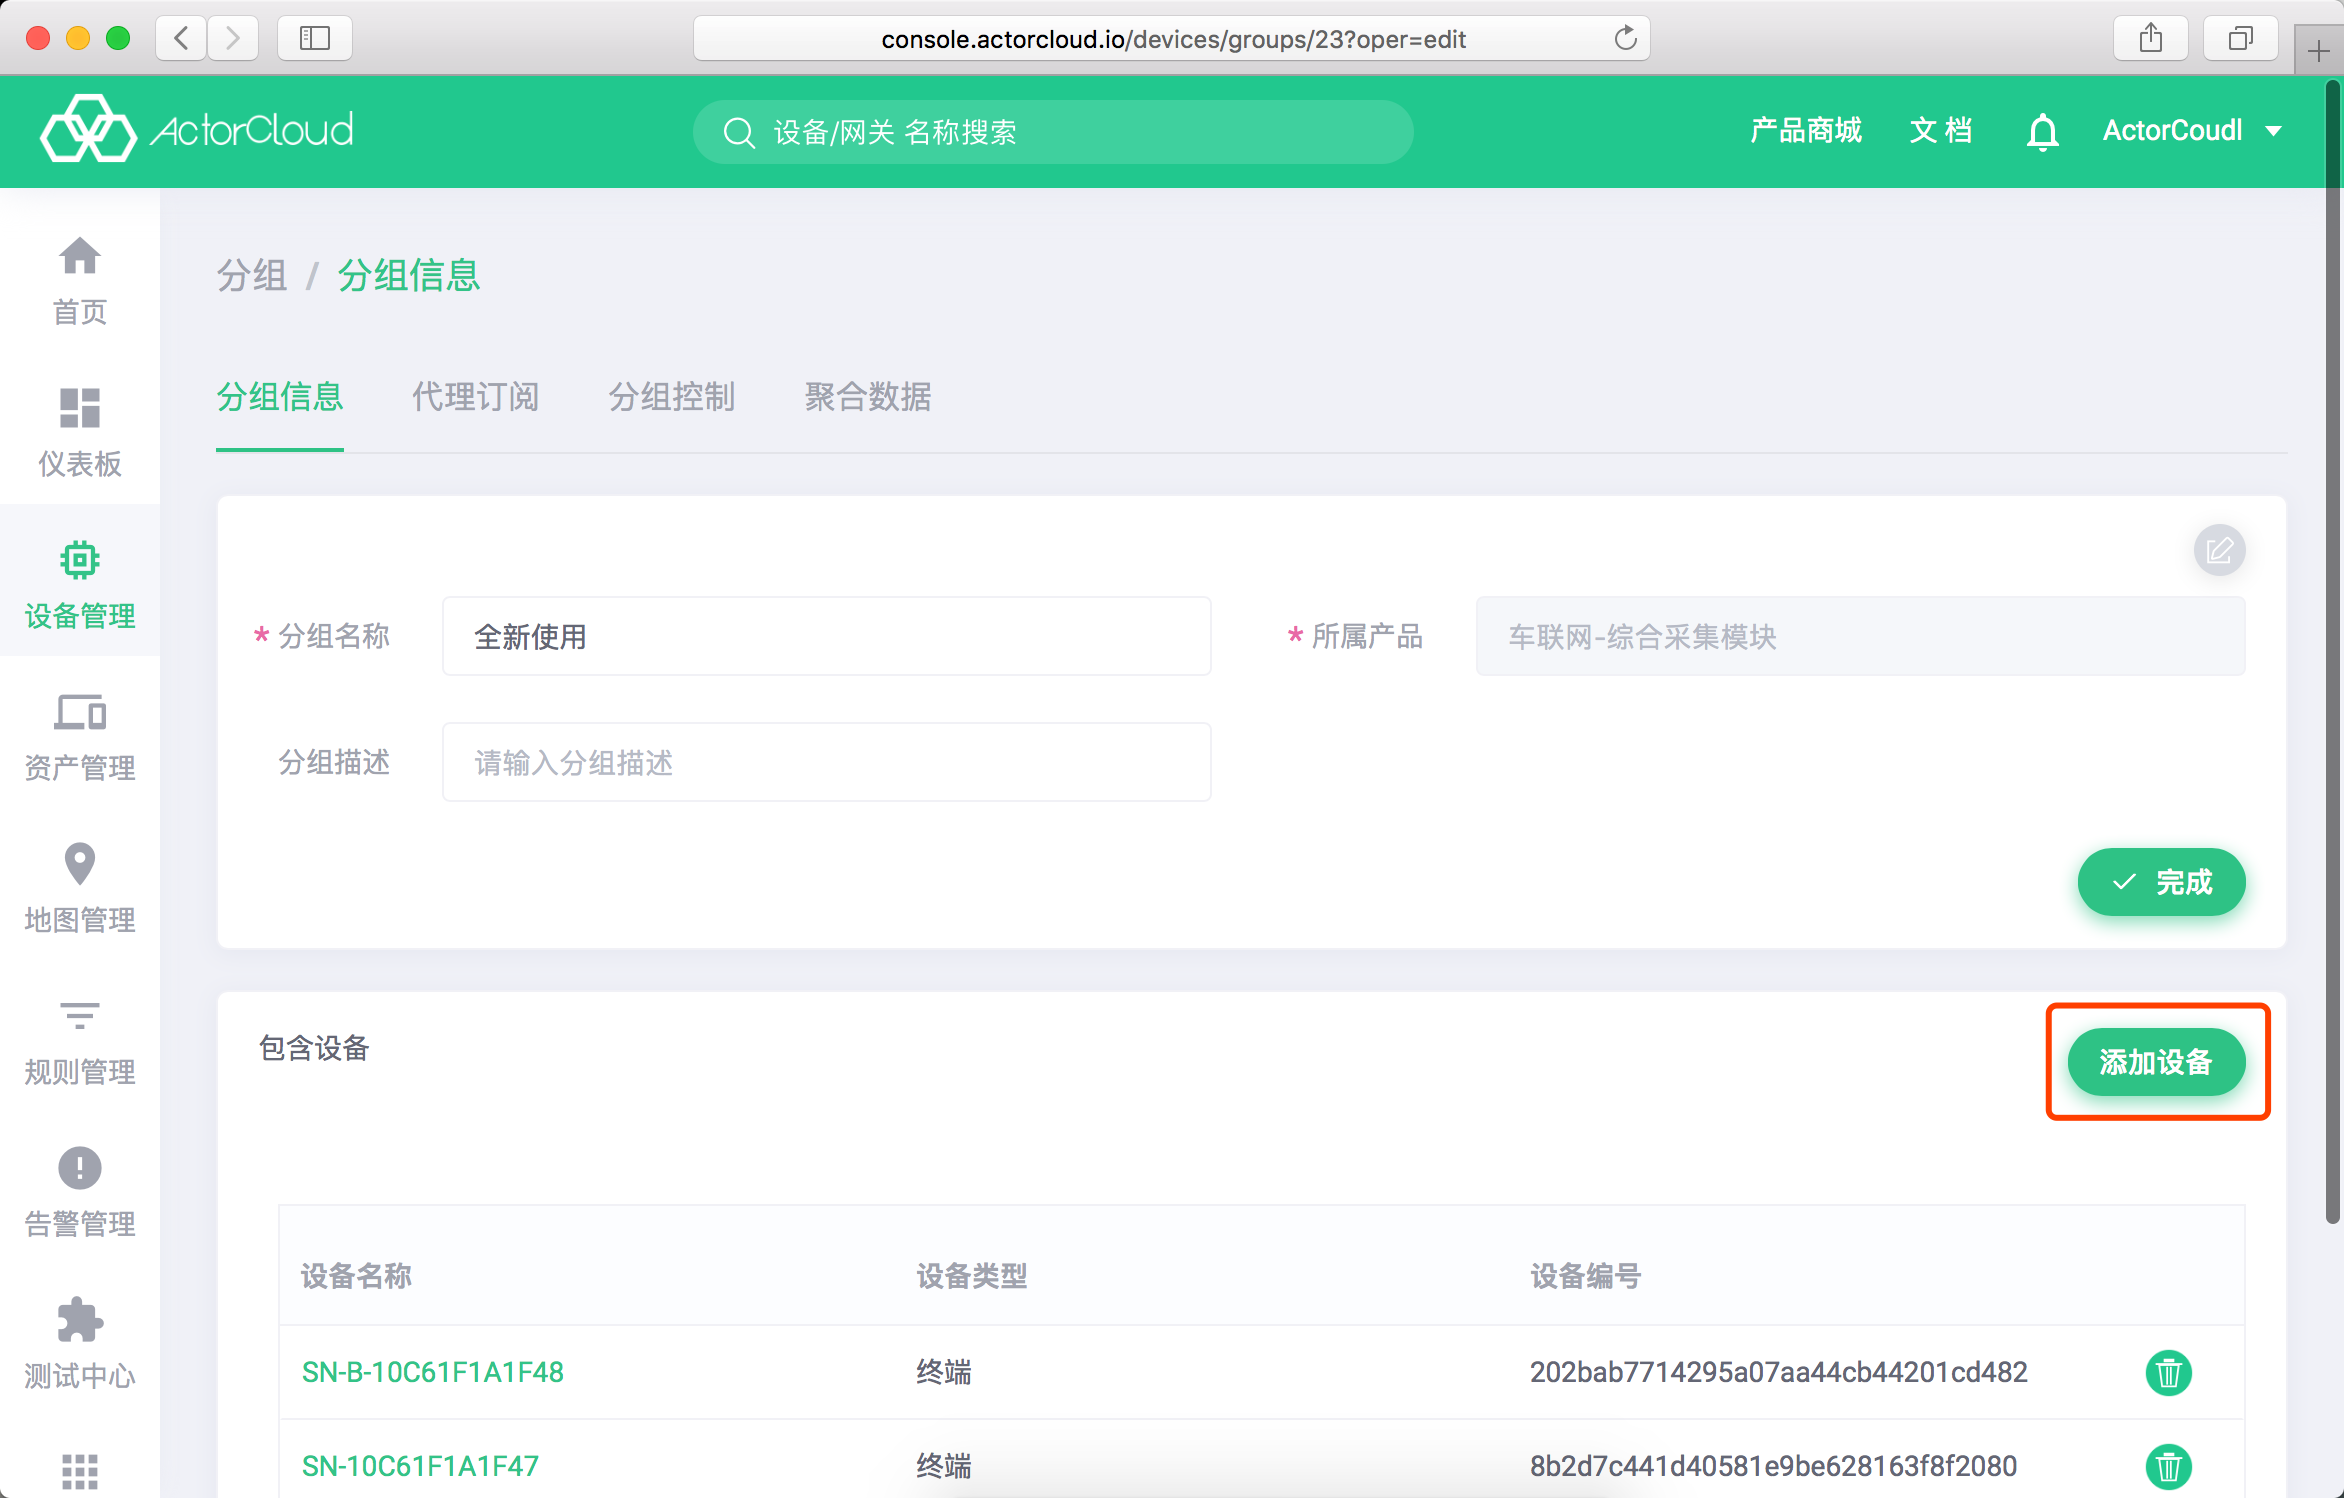 console.actorcloud.io/devices/groups/23?oper=edit
ActorCloud
设备/网关 名称搜索
产品商城
文 档
ActorCoudl
首页
仪表板
设备管理
资产管理
地图管理
规则管理
告警管理
测试中心
分组 / 分组信息
分组信息
代理订阅
分组控制
聚合数据
* 分组名称
全新使用
* 所属产品
车联网-综合采集模块
分组描述
请输入分组描述
完成
包含设备
添加设备
设备名称
设备类型
设备编号
SN-B-10C61F1A1F48
终端
202bab7714295a07aa44cb44201cd482
SN-10C61F1A1F47
终端
8b2d7c441d40581e9be628163f8f2080